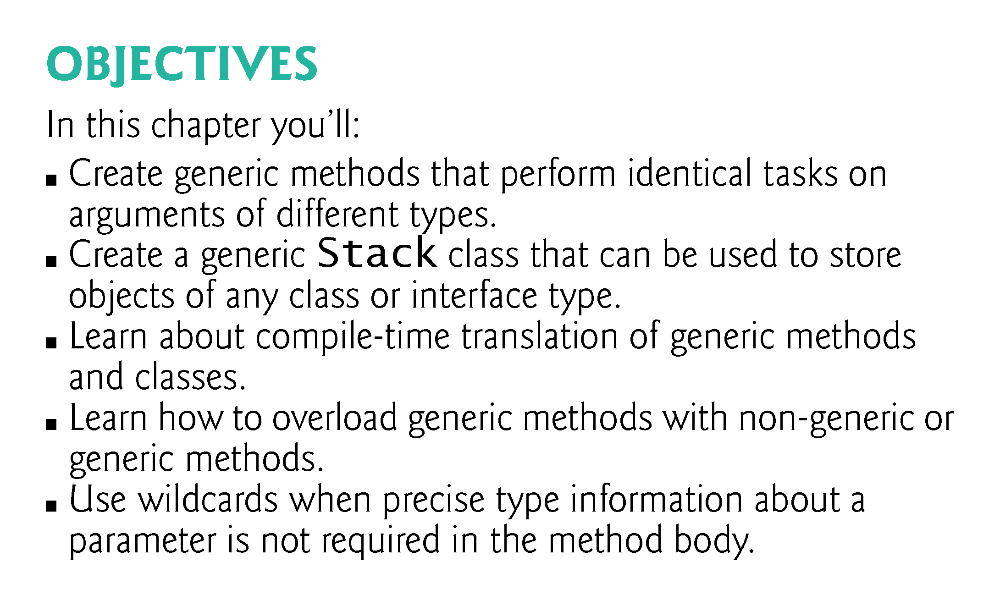 OBJECTIVES
In this chapter you’ll:
▪ Create generic methods that perform identical tasks on
arguments of different types.
▪ Create a generic Stack class that can be used to store
objects of any class or interface type.
▪ Learn about compile-time translation of generic methods
and classes.
▪ Learn how to overload generic methods with non-generic or
generic methods.
▪ Use wildcards when precise type information about a
parameter is not required in the method body.